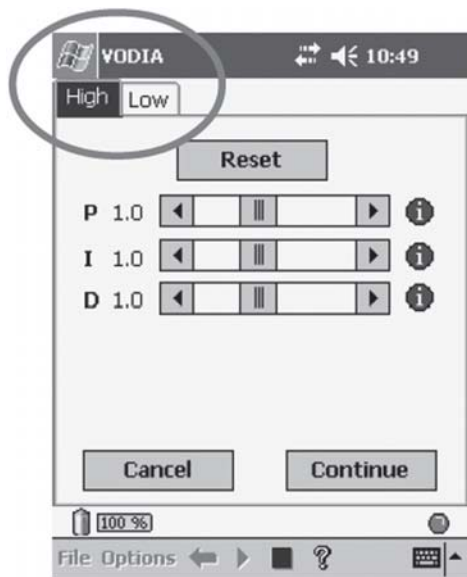 VODIA 10:49
High Low
Reset
P 1.0
I 1.0
D 1.0
Cancel Continue
100 %
File Options